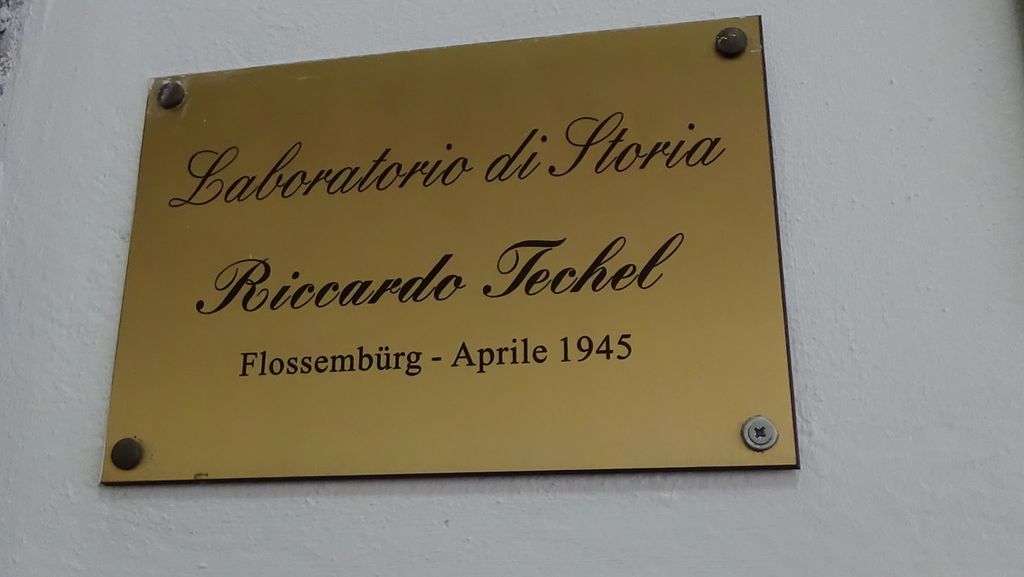 Laboratorio di Storia
Riccardo Techel
Flossembürg - Aprile 1945